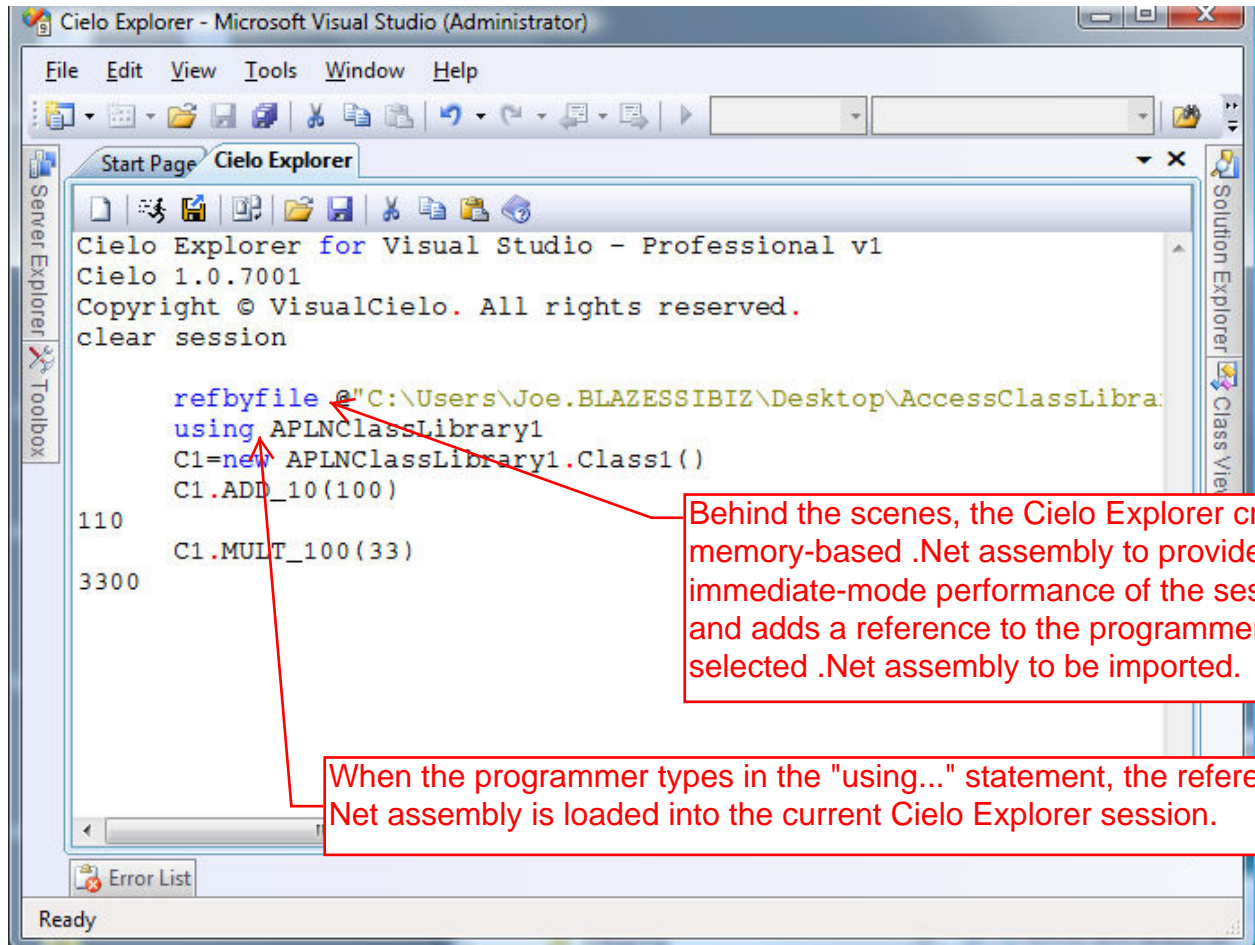 Cielo Explorer - Microsoft Visual Studio (Administrator)
File Edit View Tools Window Help
Start Page Cielo Explorer
Server Explorer
Toolbox
Solution Explorer
Class View
Cielo Explorer for Visual Studio - Professional v1
Cielo 1.0.7001
Copyright © VisualCielo. All rights reserved.
clear session
refbyfile @"C:\Users\Joe.BLAZESSIBIZ\Desktop\AccessClassLibra
using APLNClassLibrary1
C1=new APLNClassLibrary1.Class1()
C1.ADD_10(100)
110
C1.MULT_100(33)
3300
Behind the scenes, the Cielo Explorer cr
memory-based .Net assembly to provide
immediate-mode performance of the ses
and adds a reference to the programmer
selected .Net assembly to be imported.
When the programmer types in the "using..." statement, the refere
Net assembly is loaded into the current Cielo Explorer session.
Error List
Ready